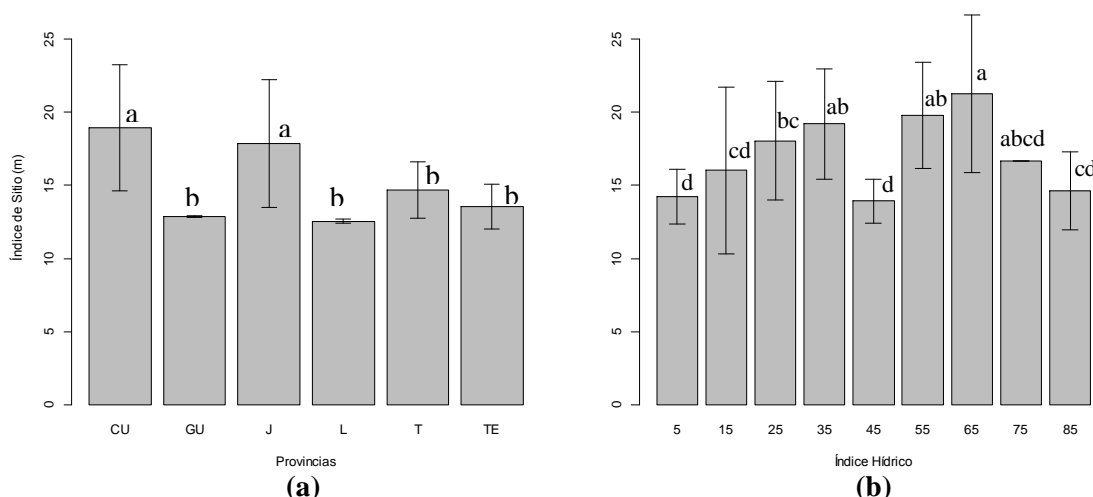 25
20
15
10
5
0
Índice de Sitio (m)
a
b
a
b
b
b
CU GU J L T TE
Provincias
(a)
25
20
15
10
5
0
d
cd
bc
ab
d
ab
a
abcd
cd
5 15 25 35 45 55 65 75 85
Índice Hídrico
(b)